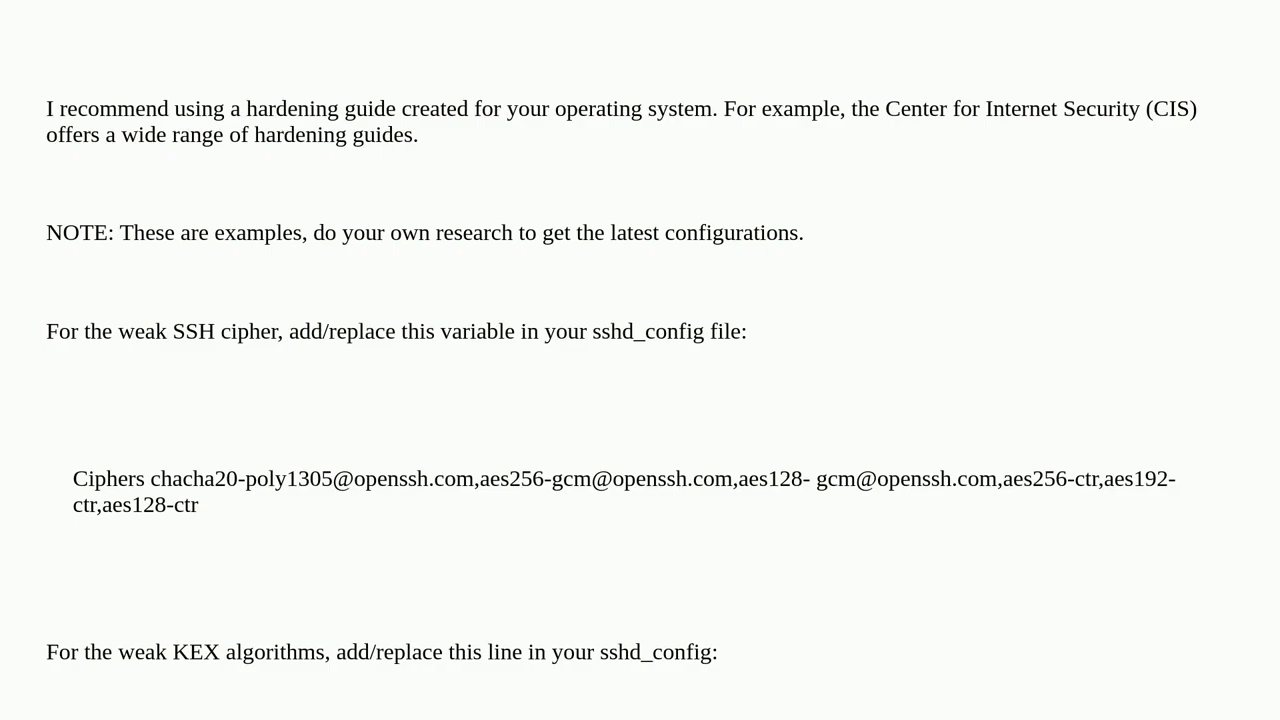 I recommend using a hardening guide created for your operating system. For example, the Center for Internet Security (CIS)
offers a wide range of hardening guides.
NOTE: These are examples, do your own research to get the latest configurations.
For the weak SSH cipher, add/replace this variable in your sshd_config file:
Ciphers chacha20-poly1305@openssh.com,aes256-gcm@openssh.com,aes128- gcm@openssh.com,aes256-ctr,aes192-
ctr,aes128-ctr
For the weak KEX algorithms, add/replace this line in your sshd_config: